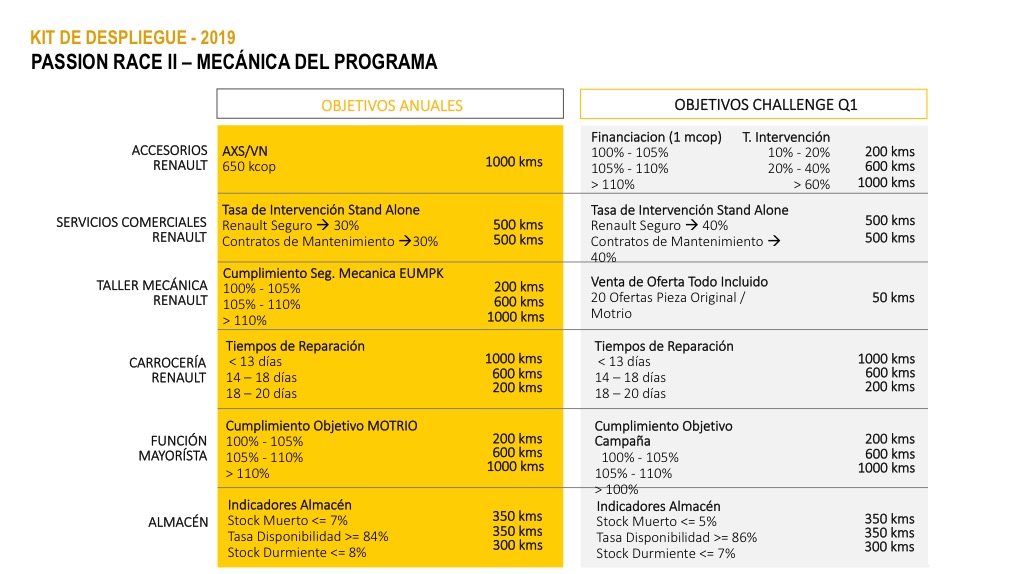 KIT DE DESPLIEGUE - 2019
PASSION RACE II – MECÁNICA DEL PROGRAMA
OBJETIVOS ANUALES
OBJETIVOS CHALLENGE Q1
ACCESORIOS
RENAULT
AXS/VN
650 kcop
1000 kms
Financiacion (1 mcop) T. Intervención
100% - 105% 10% - 20% 200 kms
105% - 110% 20% - 40% 600 kms
> 110% > 60% 1000 kms
SERVICIOS COMERCIALES
RENAULT
Tasa de Intervención Stand Alone
Renault Seguro → 30% 500 kms
Contratos de Mantenimiento →30% 500 kms
Tasa de Intervención Stand Alone
Renault Seguro → 40% 500 kms
Contratos de Mantenimiento → 500 kms
40%
TALLER MECÁNICA
RENAULT
Cumplimiento Seg. Mecanica EUMPK
100% - 105% 200 kms
105% - 110% 600 kms
> 110% 1000 kms
Venta de Oferta Todo Incluido
20 Ofertas Pieza Original / 50 kms
Motrio
CARROCERÍA
RENAULT
Tiempos de Reparación
< 13 días 1000 kms
14 – 18 días 600 kms
18 – 20 días 200 kms
Tiempos de Reparación
< 13 días 1000 kms
14 – 18 días 600 kms
18 – 20 días 200 kms
FUNCIÓN
MAYORÍSTA
Cumplimiento Objetivo MOTRIO
100% - 105% 200 kms
105% - 110% 600 kms
> 110% 1000 kms
Cumplimiento Objetivo
Campaña 200 kms
100% - 105% 600 kms
105% - 110% 1000 kms
> 100%
ALMACÉN
Indicadores Almacén
Stock Muerto <= 7% 350 kms
Tasa Disponibilidad >= 84% 350 kms
Stock Durmiente <= 8% 300 kms
Indicadores Almacén
Stock Muerto <= 5% 350 kms
Tasa Disponibilidad >= 86% 350 kms
Stock Durmiente <= 7% 300 kms